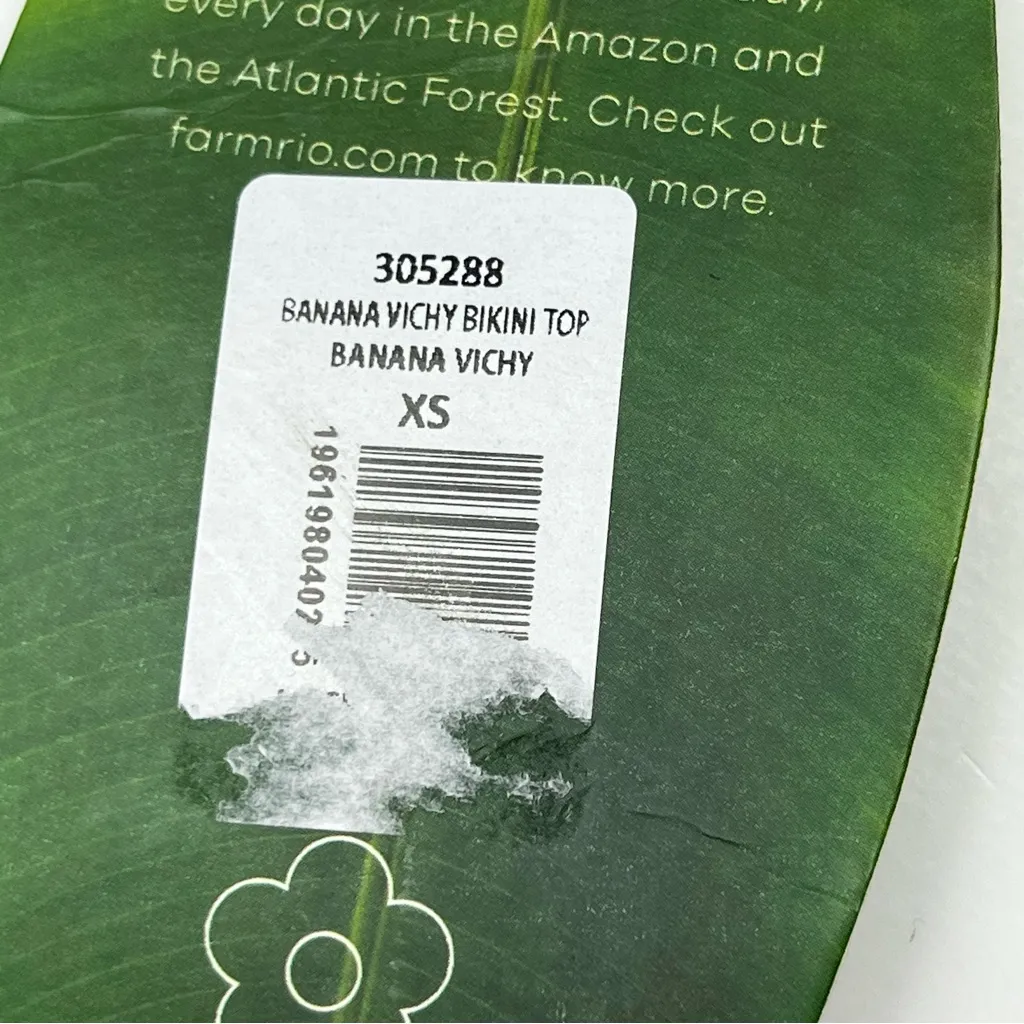 every day in the Amazon and
the Atlantic Forest. Check out
farmrio.com to know more.
305288
BANANA VICHY BIKINI TOP
BANANA VICHY
XS